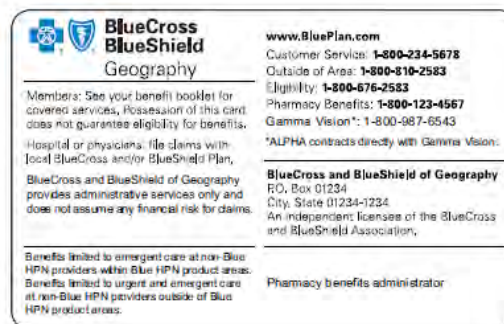 BlueCross
BlueShield
Geography
Members: See your benefit booklet for
covered services. Possession of this card
does not guarantee eligibility for benefits.
Hospital or physicians: file claims with
local BlueCross and/or BlueShield Plan.
BlueCross and BlueShield of Geography
provides administrative services only and
does not assume any financial risk for claims.
Benefits limited to emergent care at non-Blue
HPN providers within Blue HPN product areas.
Benefits limited to urgent and emergent care
at non-Blue HPN providers outside of Blue
HPN product areas.
www.BluePlan.com
Customer Service: 1-800-234-5678
Outside of Area: 1-800-810-2583
Eligibility: 1-800-676-2583
Pharmacy Benefits: 1-800-123-4567
Gamma Vision*: 1-800-987-6543
*ALPHA contracts directly with Gamma Vision.
BlueCross and BlueShield of Geography
P.O. Box 01234
City, State 01234-1234
An independent licensee of the BlueCross
and BlueShield Association.
Pharmacy benefits administrator